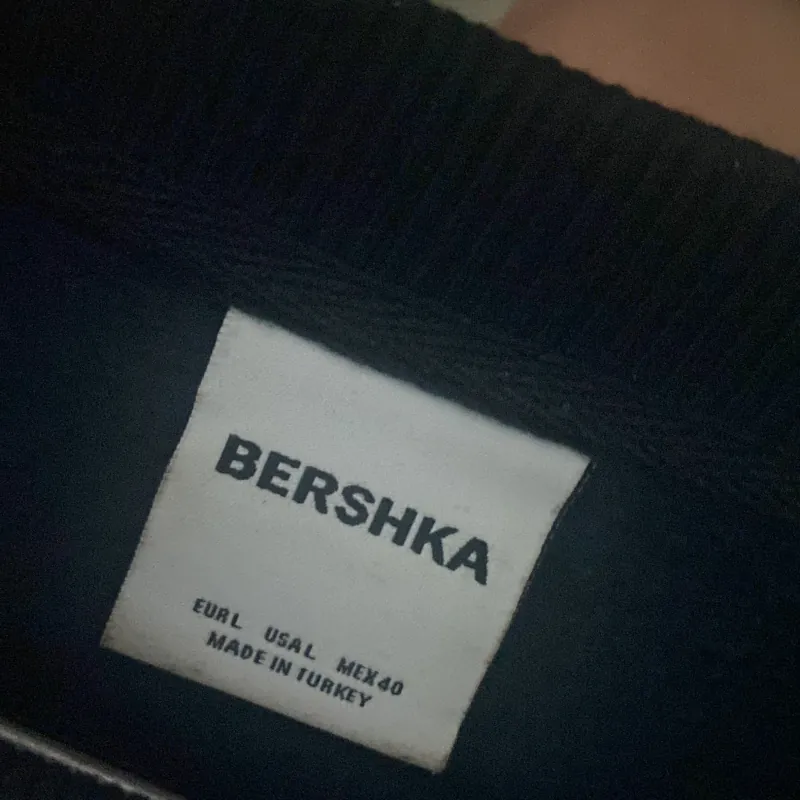 BERSHKA
EUR L USA L MEX 40
MADE IN TURKEY